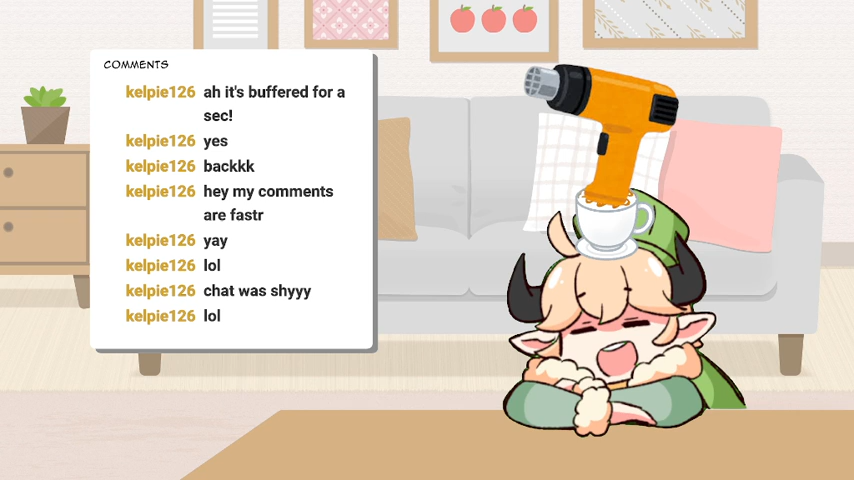 COMMENTS
kelpie126 ah it's buffered for a
sec!
kelpie126 yes
kelpie126 backkk
kelpie126 hey my comments
are fastr
kelpie126 yay
kelpie126 lol
kelpie126 chat was shyyy
kelpie126 lol